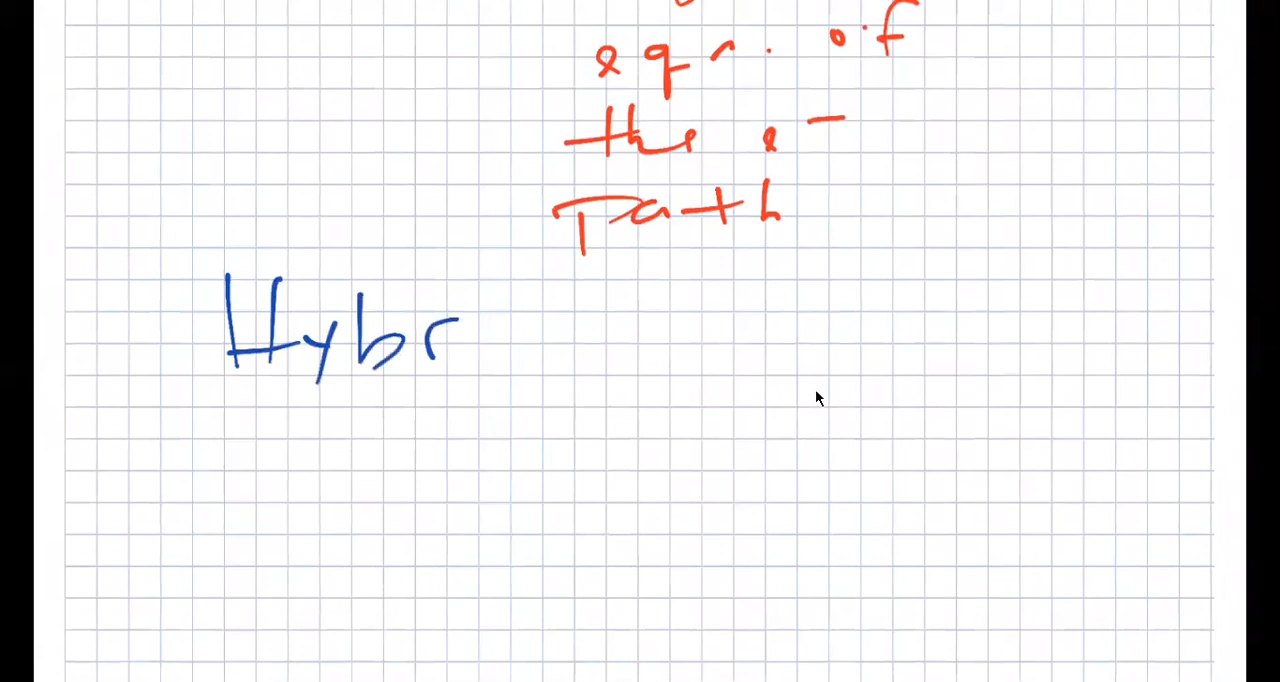 eqn. of
the e-
Path
Hybr